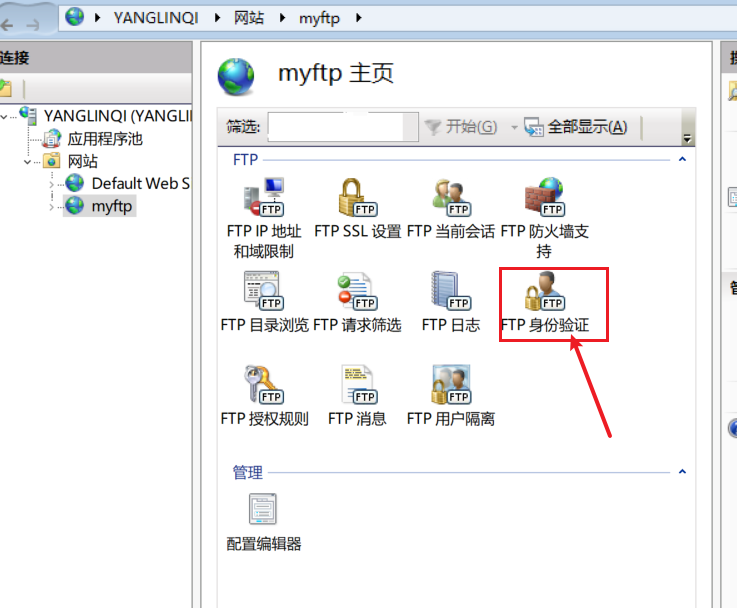 YANGLINQI 网站 myftp
连接
YANGLINQI (YANGLI
应用程序池
网站
Default Web S
myftp
myftp 主页
筛选: 开始(G) 全部显示(A)
FTP
FTP FTP FTP FTP
FTP IP 地址和域限制
FTP SSL 设置
FTP 当前会话
FTP 防火墙支持
FTP FTP FTP FTP
FTP 目录浏览
FTP 请求筛选
FTP 日志
FTP 身份验证
FTP FTP FTP
FTP 授权规则
FTP 消息
FTP 用户隔离
管理
配置编辑器